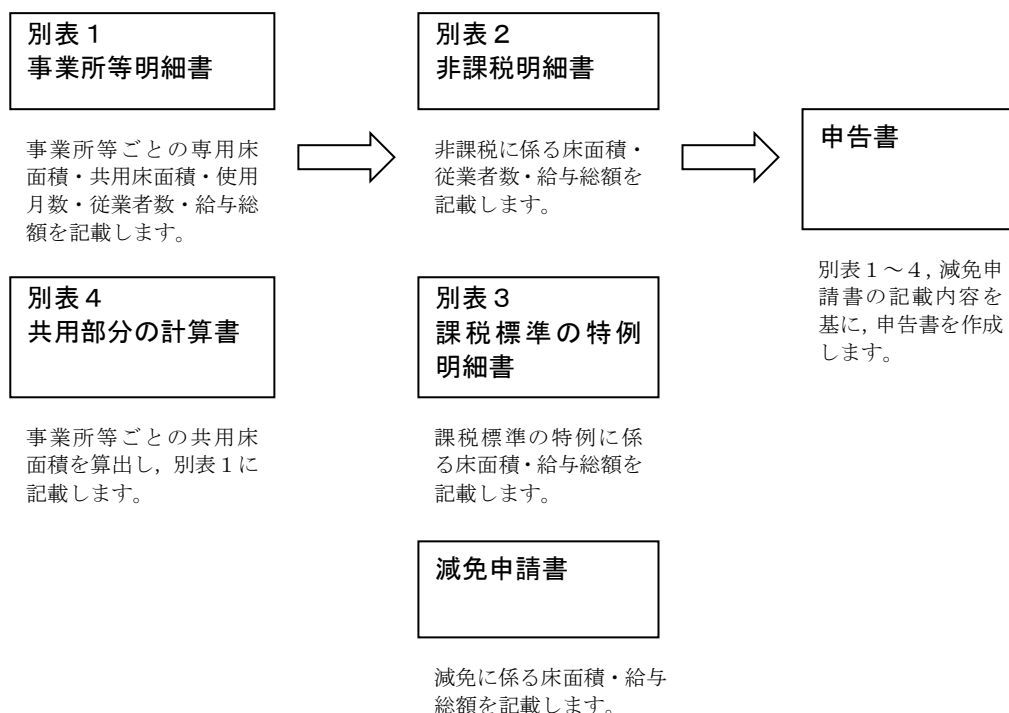 別表１
事業所等明細書
事業所等ごとの専用床
面積・共用床面積・使用
月数・従業者数・給与総
額を記載します。
別表４
共用部分の計算書
事業所等ごとの共用床
面積を算出し，別表１に
記載します。
別表２
非課税明細書
非課税に係る床面積・
従業者数・給与総額を
記載します。
別表３
課税標準の特例
明細書
課税標準の特例に係
る床面積・給与総額を
記載します。
減免申請書
減免に係る床面積・給与
総額を記載します。
申告書
別表１～４，減免申
請書の記載内容を
基に，申告書を作成
します。